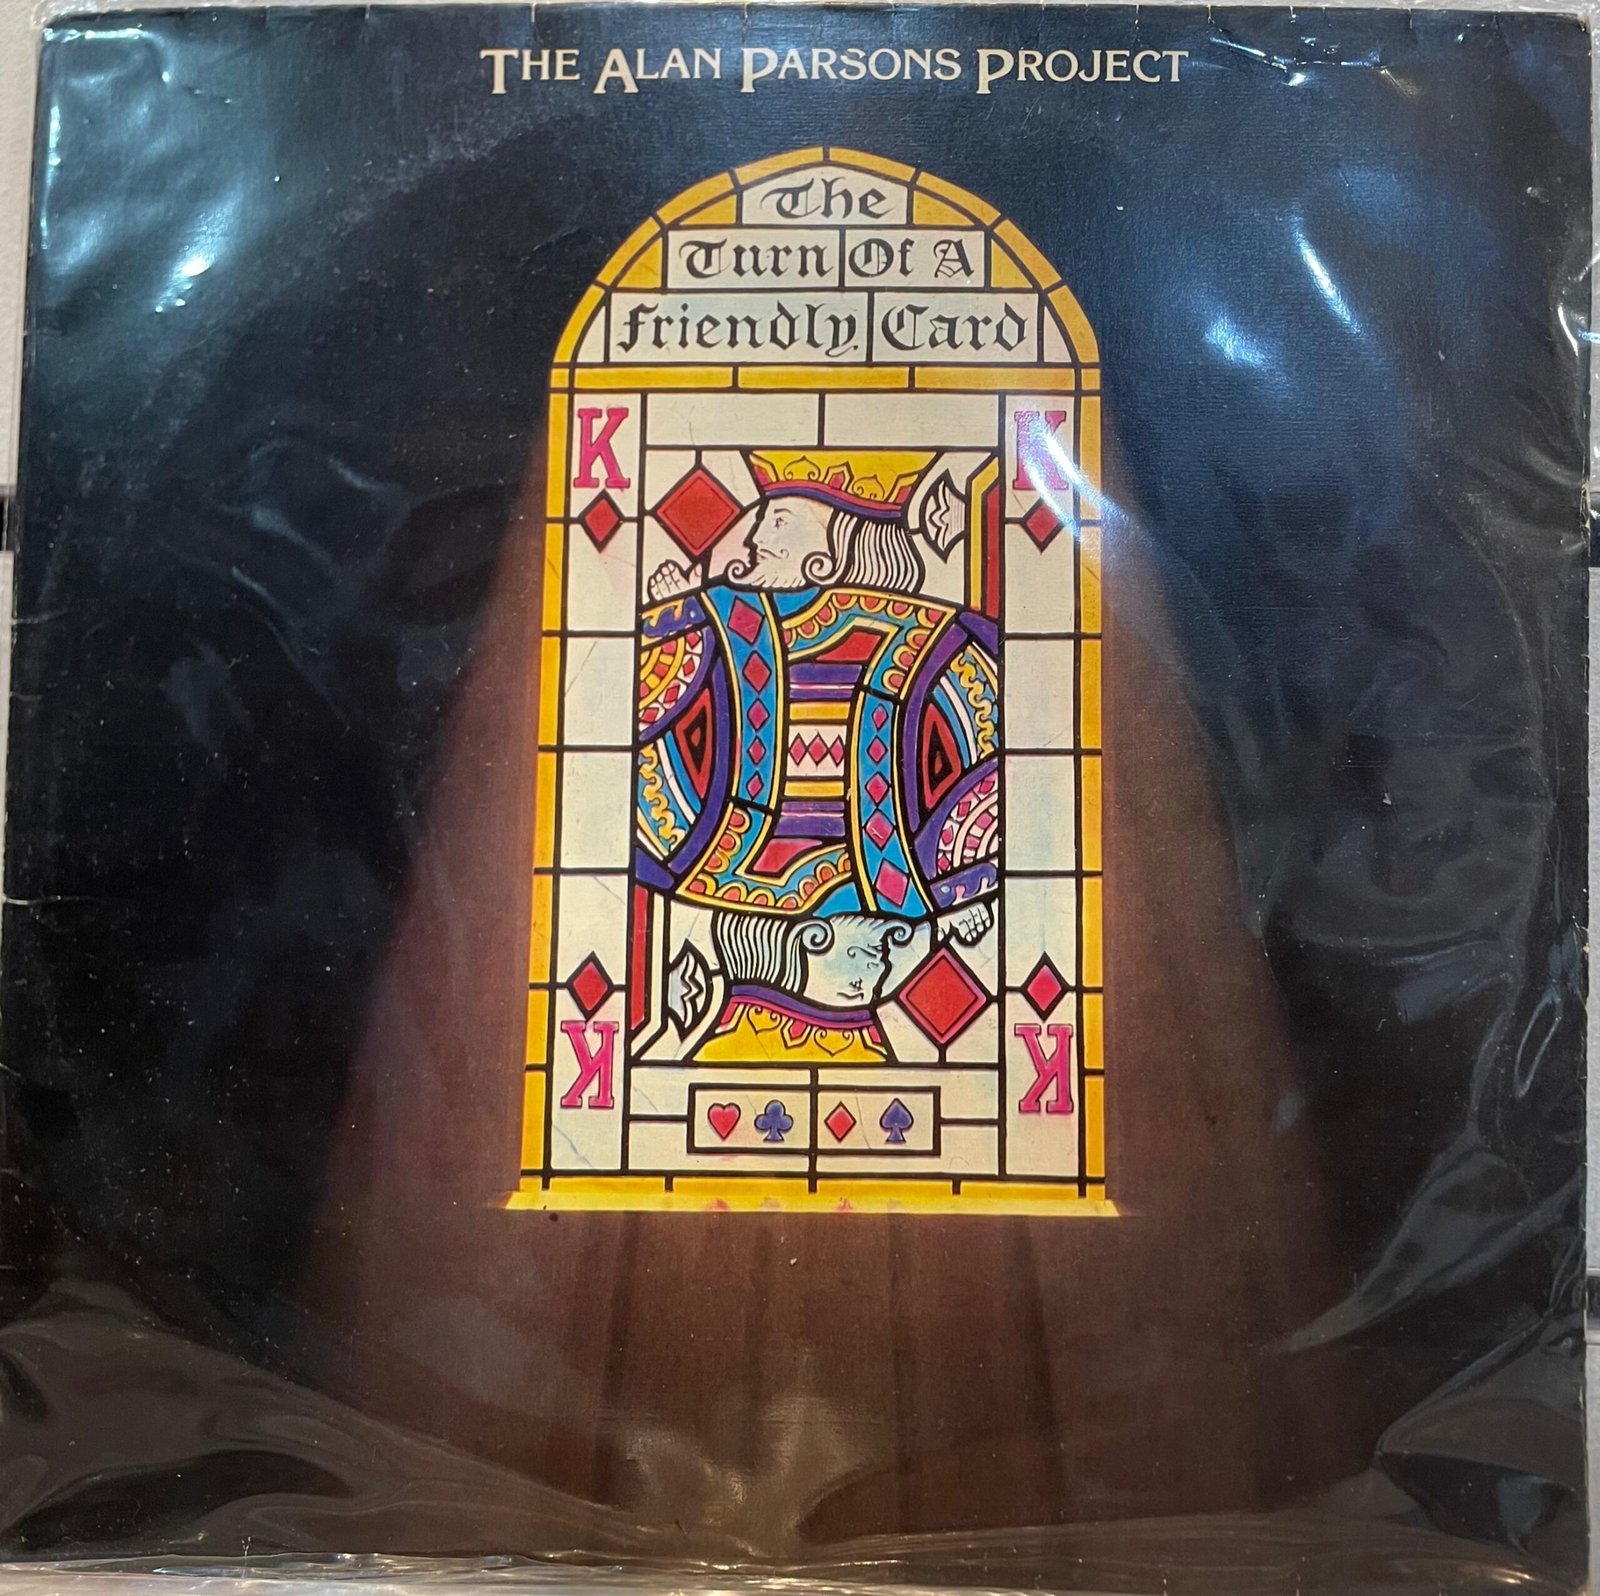 THE ALAN PARSONS PROJECT
The
Turn Of A
Friendly Card
K K
K K